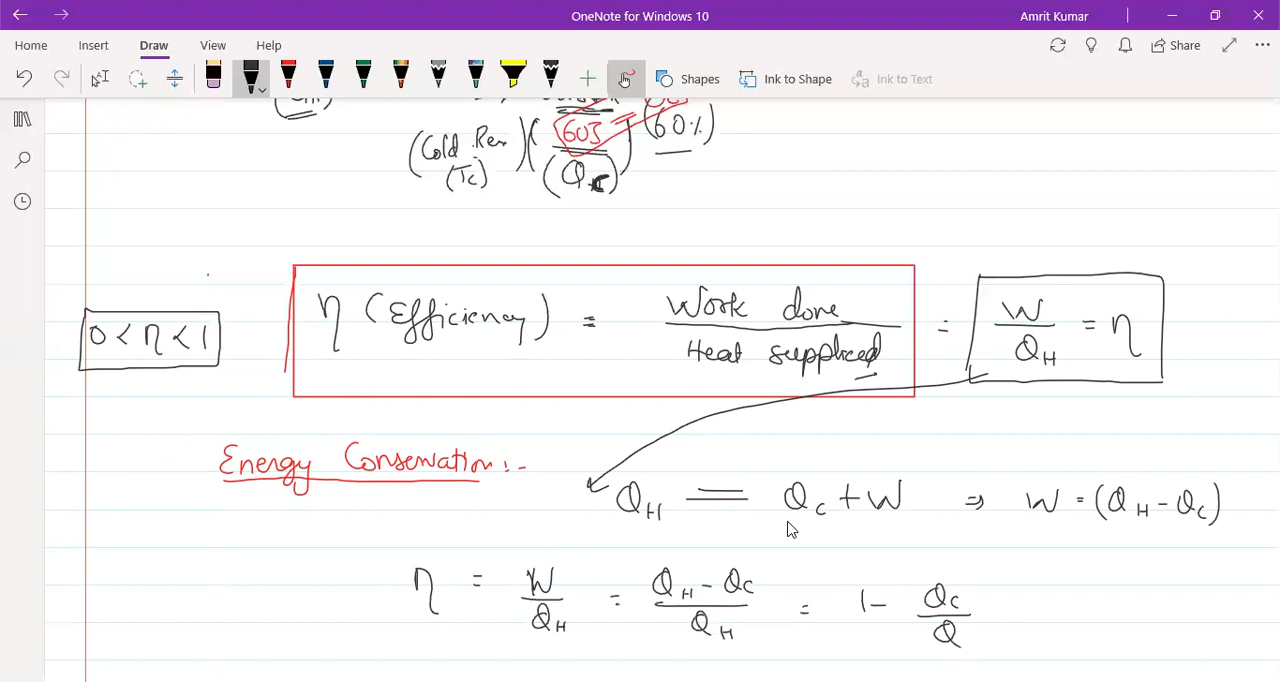 OneNote for Windows 10
Amrit Kumar
Home Insert Draw View Help
Share
Shapes Ink to Shape Ink to Text
(60%)
(Cold Res (603
(Tc) (Qc)
0 < η < 1
η (Efficiency) = Work done / Heat supplied = W / QH = η
Energy Conservation :-
QH = QC + W ⇒ W = (QH - QC)
η = W / QH = QH - QC / QH = 1 - QC / Q